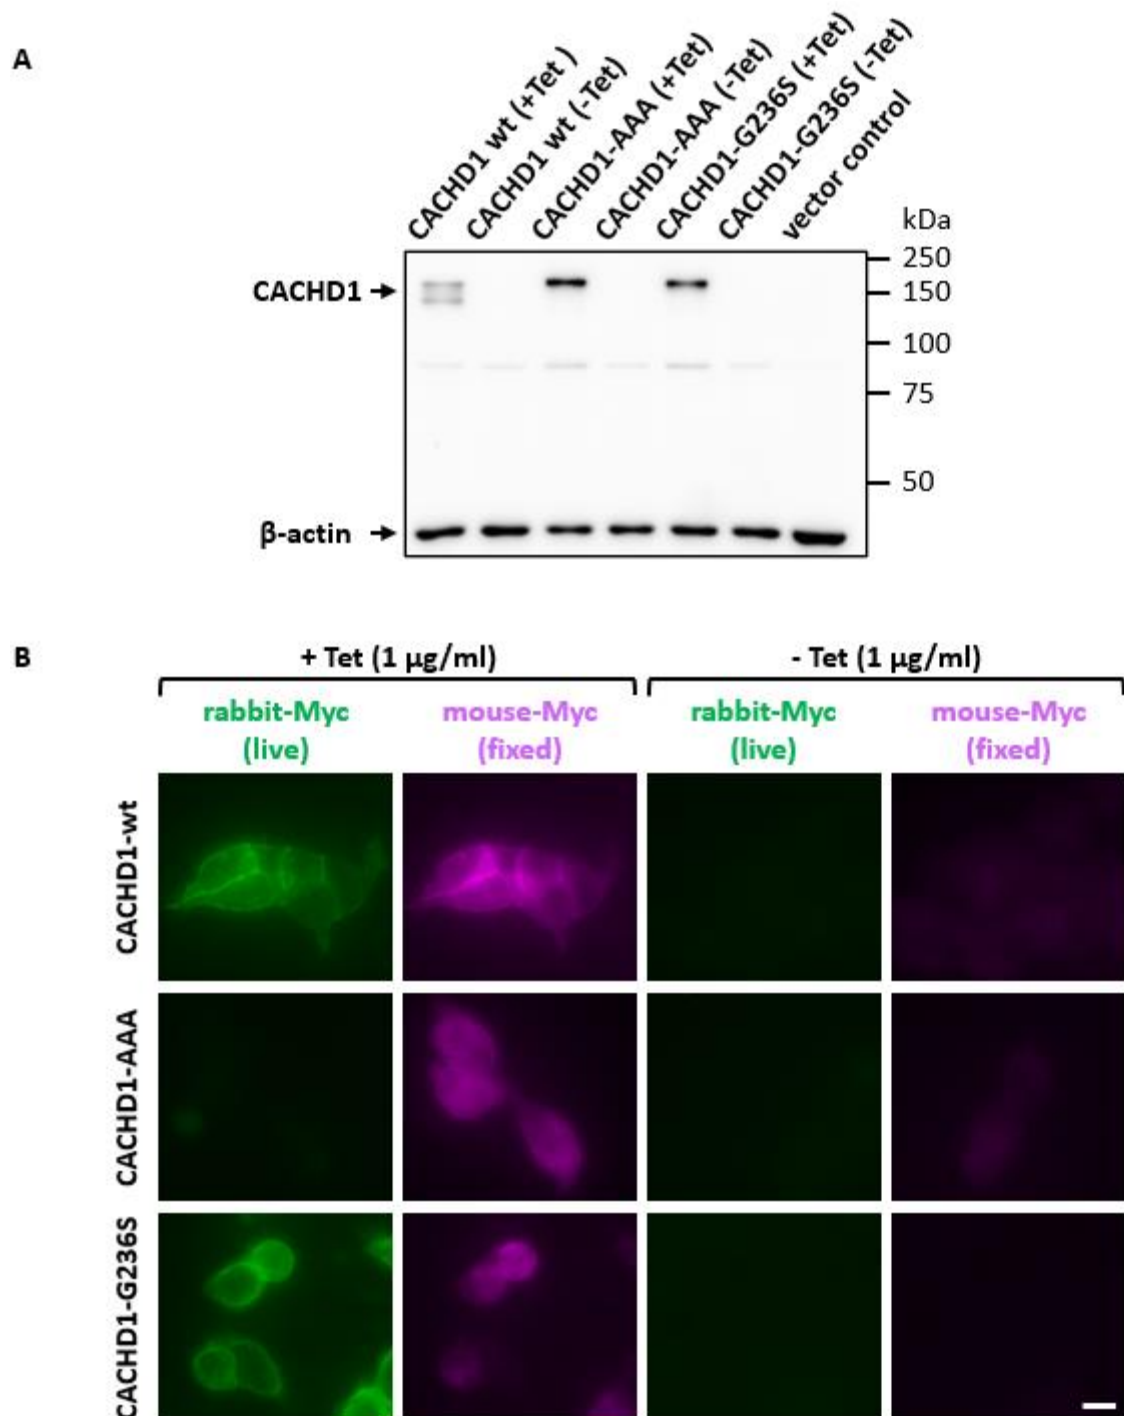 A
CACHD1 wt (+Tet )
CACHD1 wt (-Tet)
CACHD1-AAA (+Tet)
CACHD1-AAA (-Tet)
CACHD1-G236S (+Tet)
CACHD1-G236S (-Tet)
vector control
kDa
250
CACHD1
150
100
75
50
β-actin
B
+ Tet (1 µg/ml)
- Tet (1 µg/ml)
rabbit-Myc
(live)
mouse-Myc
(fixed)
rabbit-Myc
(live)
mouse-Myc
(fixed)
CACHD1-wt
CACHD1-AAA
CACHD1-G236S